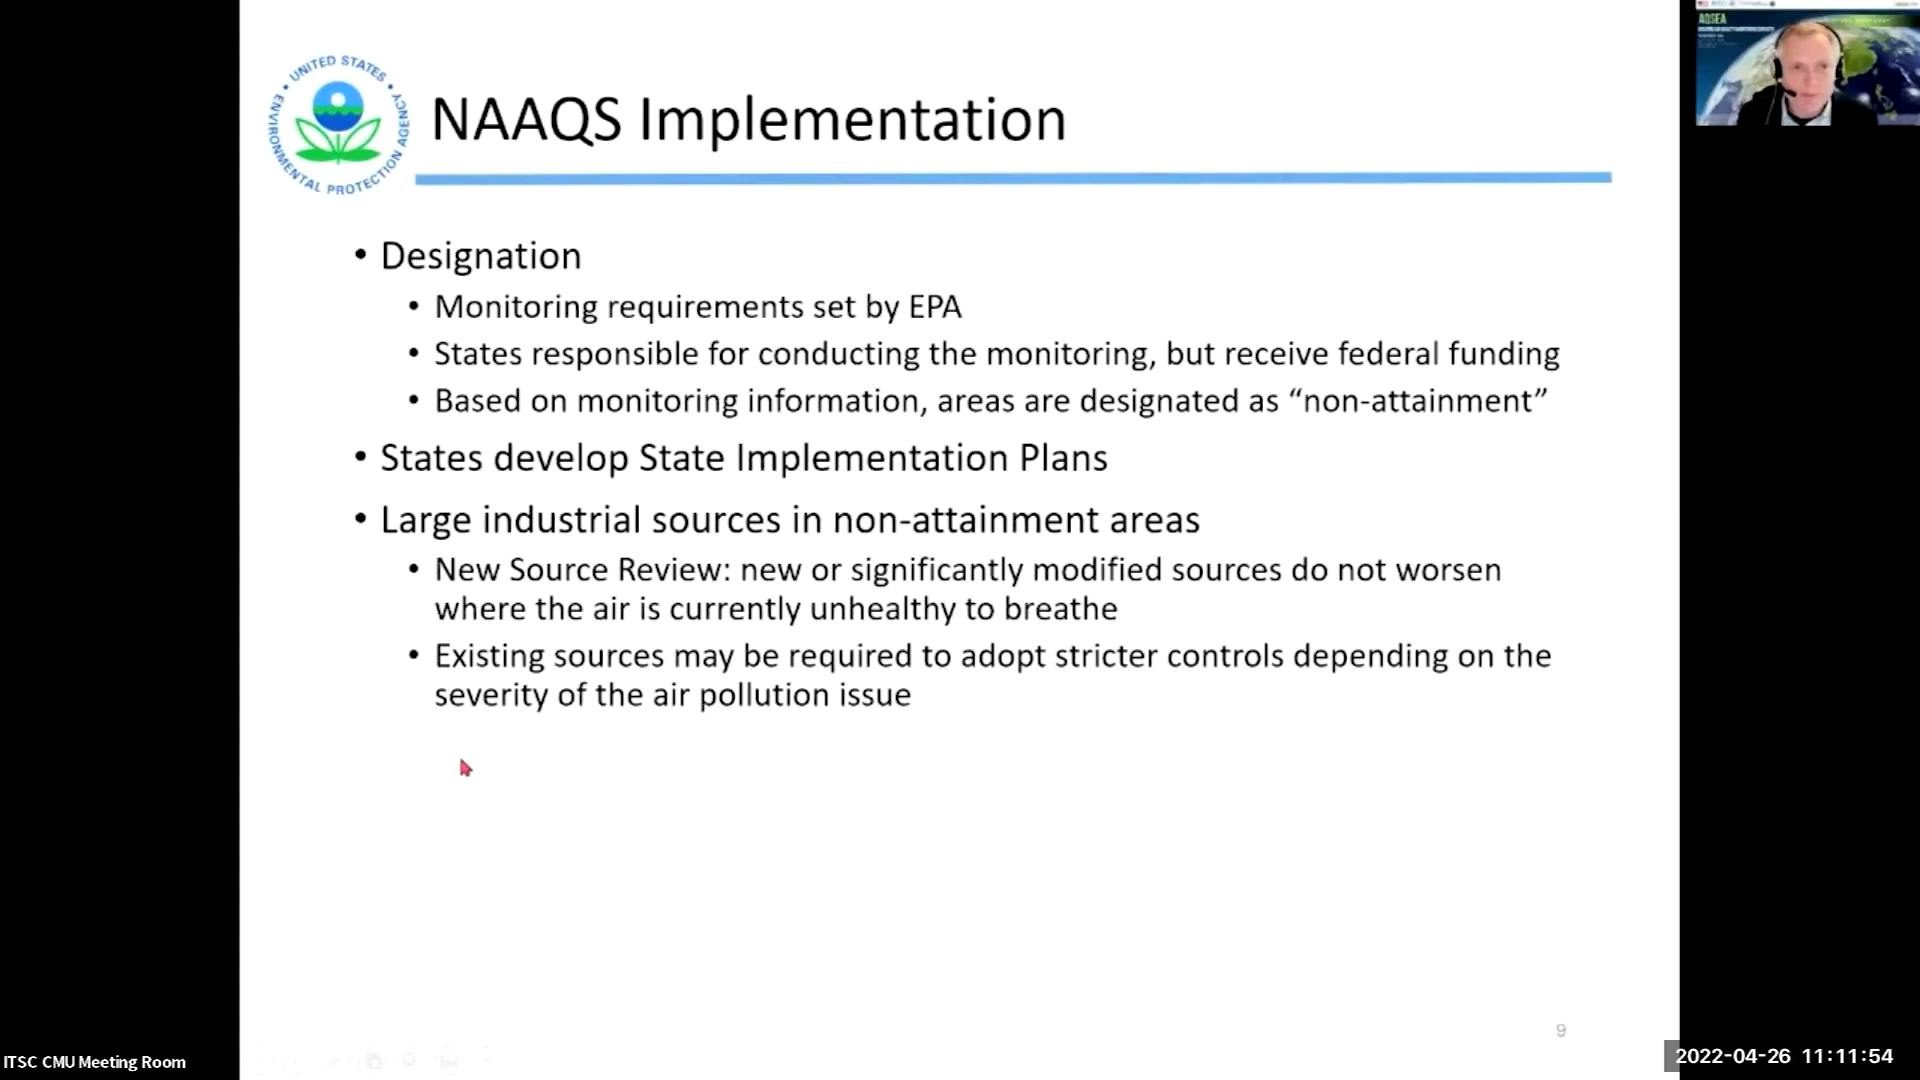 UNITED STATES
ENVIRONMENTAL PROTECTION AGENCY
NAAQS Implementation
AQSEA
• Designation
• Monitoring requirements set by EPA
• States responsible for conducting the monitoring, but receive federal funding
• Based on monitoring information, areas are designated as “non-attainment”
• States develop State Implementation Plans
• Large industrial sources in non-attainment areas
• New Source Review: new or significantly modified sources do not worsen
where the air is currently unhealthy to breathe
• Existing sources may be required to adopt stricter controls depending on the
severity of the air pollution issue
9
ITSC CMU Meeting Room
2022-04-26 11:11:54